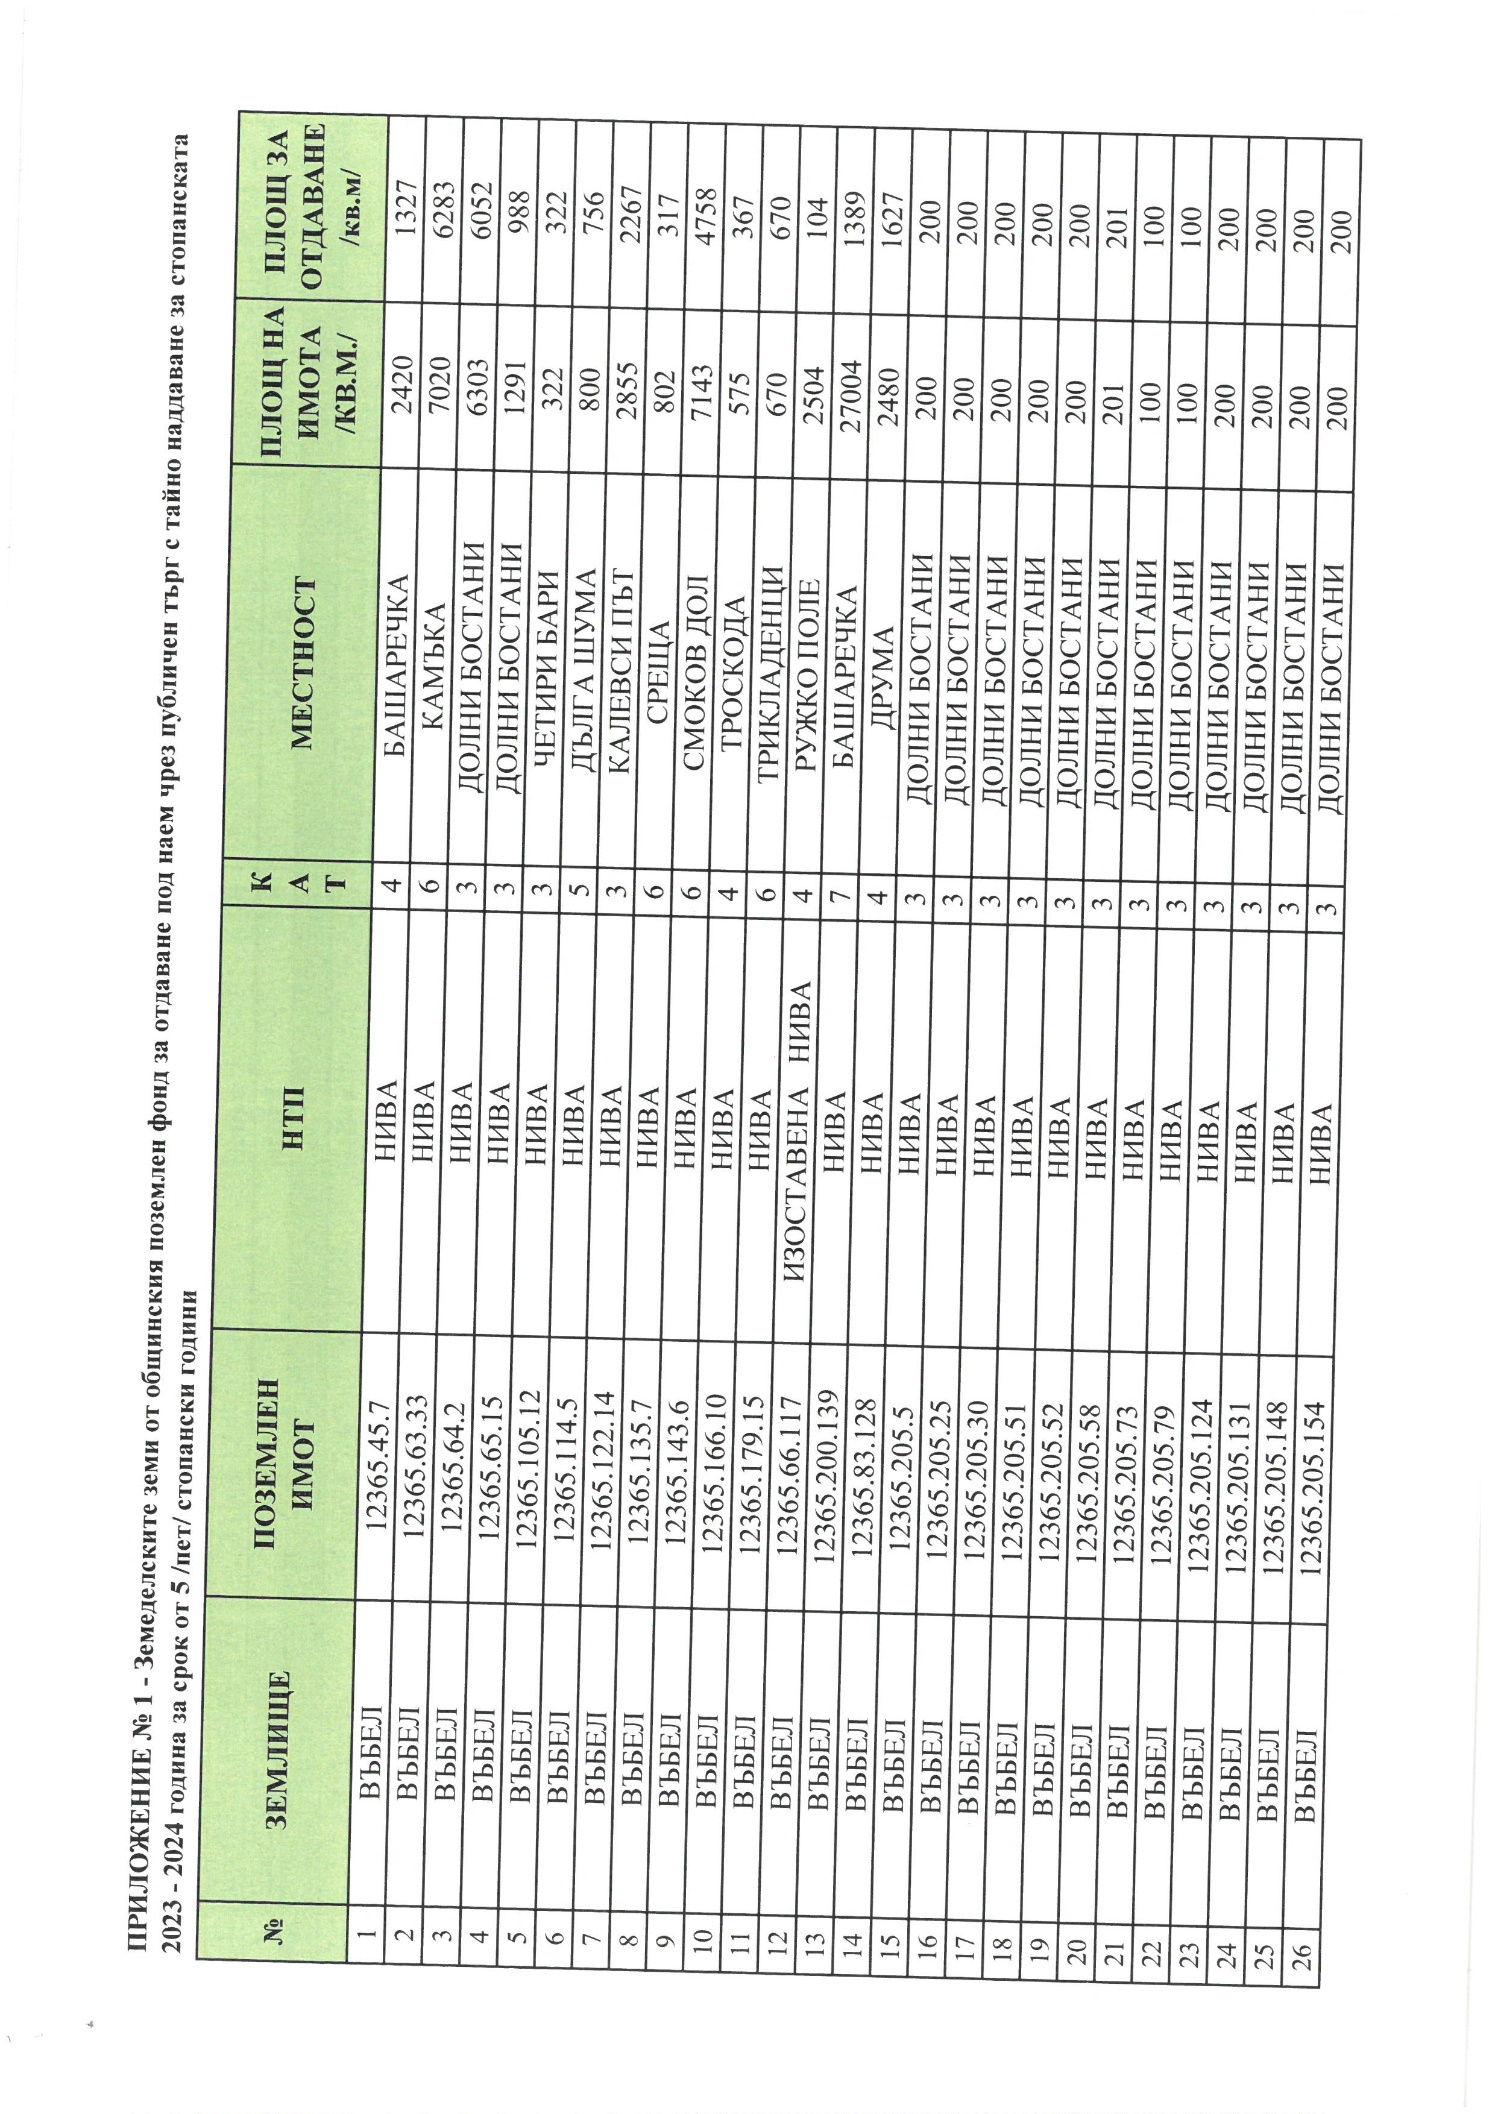 ПРИЛОЖЕНИЕ № 1 - Земеделските земи от общинския поземлен фонд за отдаване под наем чрез публичен търг с тайно наддаване за стопанската
2023 - 2024 година за срок от 5 /пет/ стопански години
№ ЗЕМЛИЩЕ ПОЗЕМЛЕН ИМОТ НТП КАТ МЕСТНОСТ ПЛОЩ НА ИМОТА /КВ.М./ ПЛОЩ ЗА ОТДАВАНЕ /кв.м/
1 ВЪБЕЛ 12365.45.7 НИВА 4 БАШАРЕЧКА 2420 1327
2 ВЪБЕЛ 12365.63.33 НИВА 6 КАМЪКА 7020 6283
3 ВЪБЕЛ 12365.64.2 НИВА 3 ДОЛНИ БОСТАНИ 6303 6052
4 ВЪБЕЛ 12365.65.15 НИВА 3 ДОЛНИ БОСТАНИ 1291 988
5 ВЪБЕЛ 12365.105.12 НИВА 3 ЧЕТИРИ БАРИ 322 322
6 ВЪБЕЛ 12365.114.5 НИВА 5 ДЪЛГА ШУМА 800 756
7 ВЪБЕЛ 12365.122.14 НИВА 3 КАЛЕВСИ ПЪТ 2855 2267
8 ВЪБЕЛ 12365.135.7 НИВА 6 СРЕЩА 802 317
9 ВЪБЕЛ 12365.143.6 НИВА 6 СМОКОВ ДОЛ 7143 4758
10 ВЪБЕЛ 12365.166.10 НИВА 4 ТРОСКОДА 575 367
11 ВЪБЕЛ 12365.179.15 НИВА 6 ТРИКЛАДЕНЦИ 670 670
12 ВЪБЕЛ 12365.66.117 ИЗОСТАВЕНА НИВА 4 РУЖКО ПОЛЕ 2504 104
13 ВЪБЕЛ 12365.200.139 НИВА 7 БАШАРЕЧКА 27004 1389
14 ВЪБЕЛ 12365.83.128 НИВА 4 ДРУМА 2480 1627
15 ВЪБЕЛ 12365.205.5 НИВА 3 ДОЛНИ БОСТАНИ 200 200
16 ВЪБЕЛ 12365.205.25 НИВА 3 ДОЛНИ БОСТАНИ 200 200
17 ВЪБЕЛ 12365.205.30 НИВА 3 ДОЛНИ БОСТАНИ 200 200
18 ВЪБЕЛ 12365.205.51 НИВА 3 ДОЛНИ БОСТАНИ 200 200
19 ВЪБЕЛ 12365.205.52 НИВА 3 ДОЛНИ БОСТАНИ 200 200
20 ВЪБЕЛ 12365.205.58 НИВА 3 ДОЛНИ БОСТАНИ 201 201
21 ВЪБЕЛ 12365.205.73 НИВА 3 ДОЛНИ БОСТАНИ 100 100
22 ВЪБЕЛ 12365.205.79 НИВА 3 ДОЛНИ БОСТАНИ 100 100
23 ВЪБЕЛ 12365.205.124 НИВА 3 ДОЛНИ БОСТАНИ 200 200
24 ВЪБЕЛ 12365.205.131 НИВА 3 ДОЛНИ БОСТАНИ 200 200
25 ВЪБЕЛ 12365.205.148 НИВА 3 ДОЛНИ БОСТАНИ 200 200
26 ВЪБЕЛ 12365.205.154 НИВА 3 ДОЛНИ БОСТАНИ 200 200